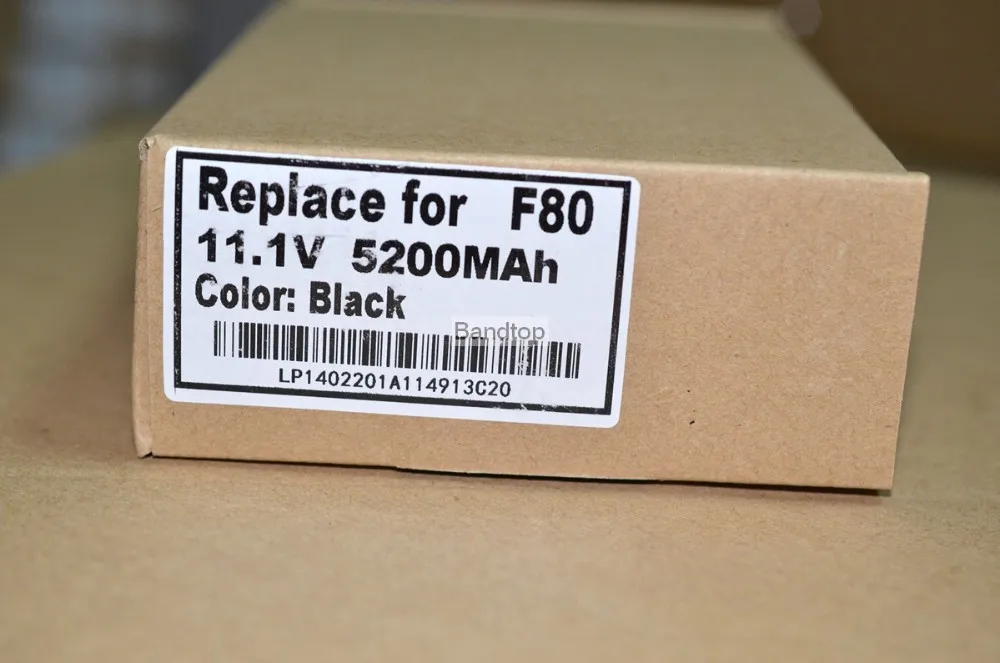 Replace for F80
11.1V 5200MAh
Color: Black
Bandtop
LP1402201A114913C20